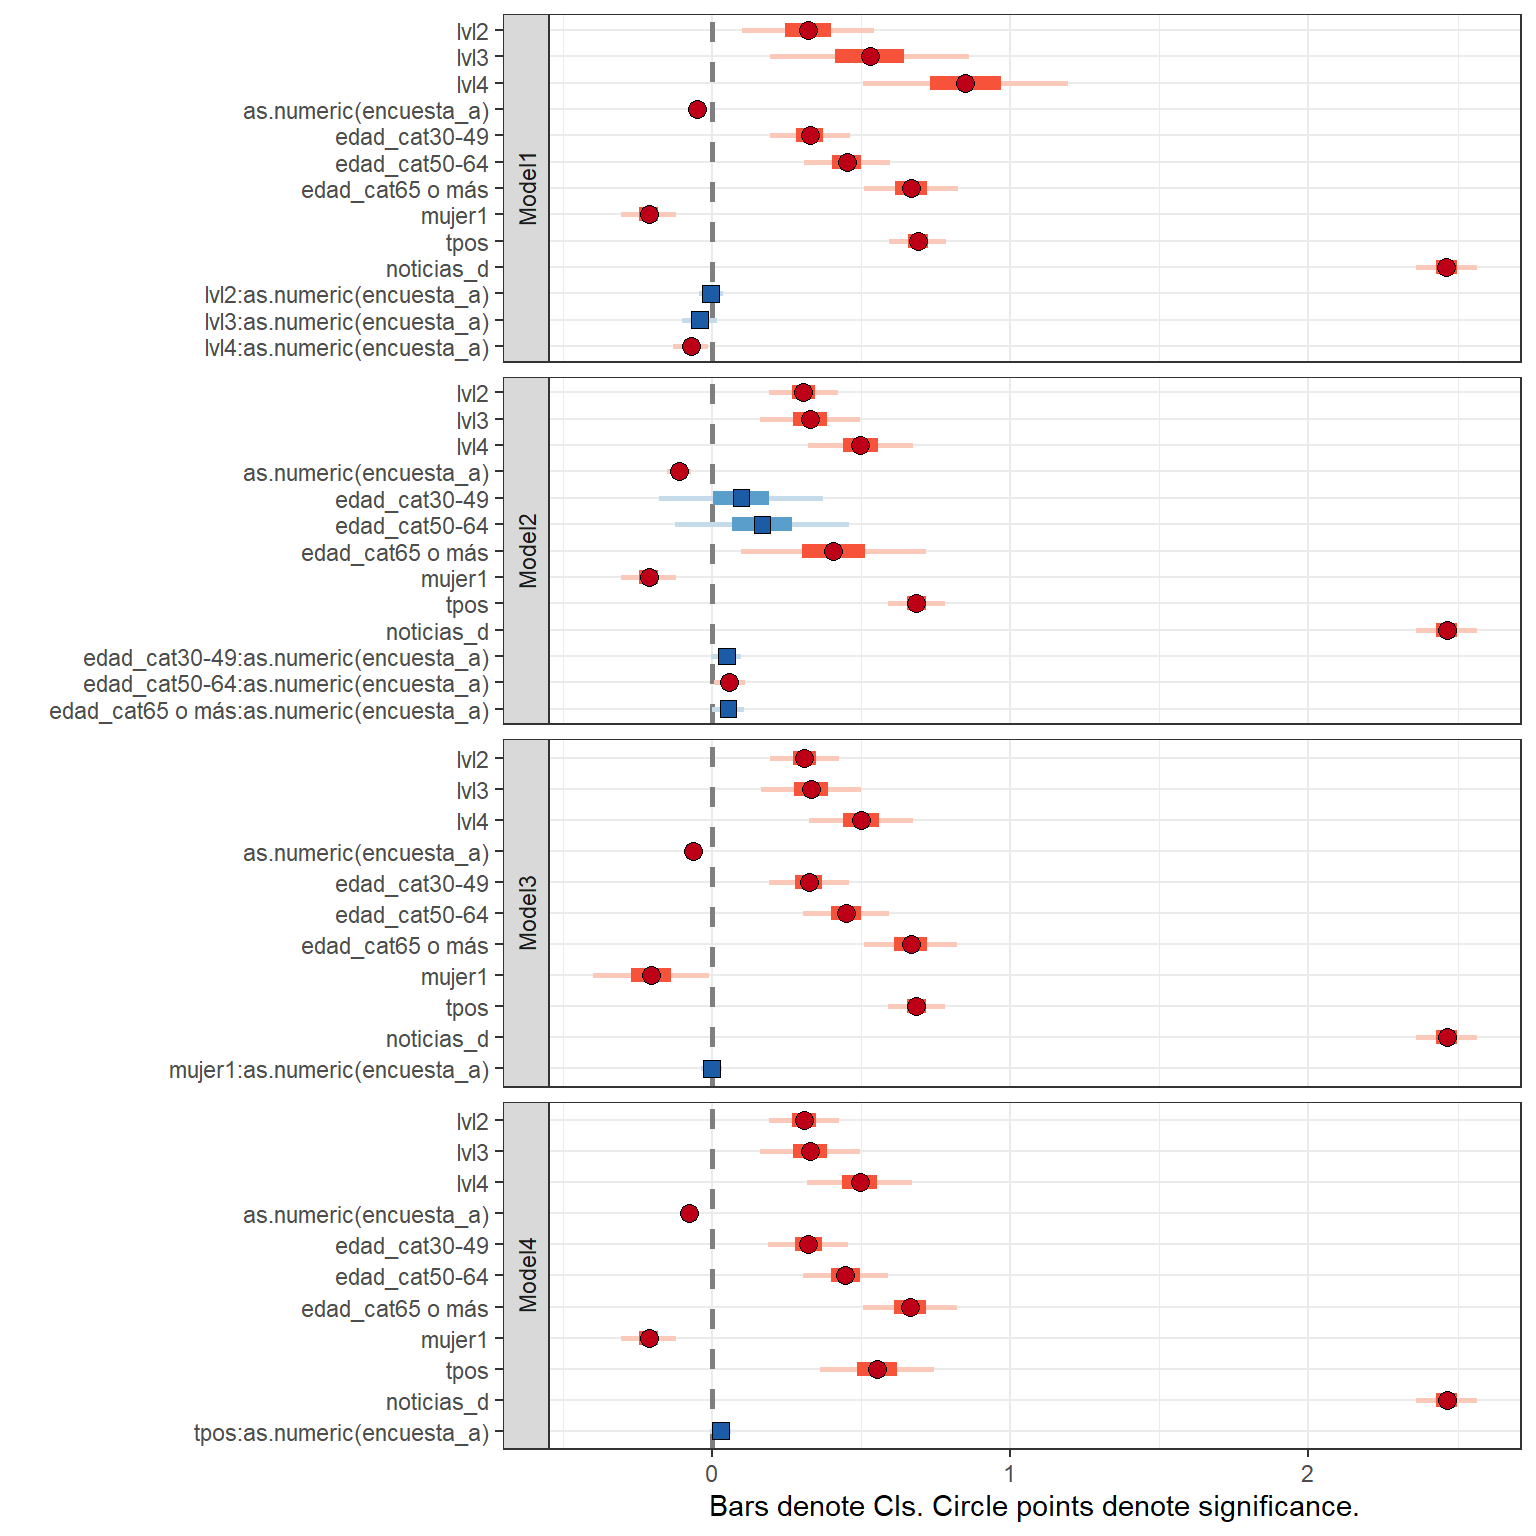 Model1
lvl2
lvl3
lvl4
as.numeric(encuesta_a)
edad_cat30-49
edad_cat50-64
edad_cat65 o más
mujer1
tpos
noticias_d
lvl2:as.numeric(encuesta_a)
lvl3:as.numeric(encuesta_a)
lvl4:as.numeric(encuesta_a)
Model2
lvl2
lvl3
lvl4
as.numeric(encuesta_a)
edad_cat30-49
edad_cat50-64
edad_cat65 o más
mujer1
tpos
noticias_d
edad_cat30-49:as.numeric(encuesta_a)
edad_cat50-64:as.numeric(encuesta_a)
edad_cat65 o más:as.numeric(encuesta_a)
Model3
lvl2
lvl3
lvl4
as.numeric(encuesta_a)
edad_cat30-49
edad_cat50-64
edad_cat65 o más
mujer1
tpos
noticias_d
mujer1:as.numeric(encuesta_a)
Model4
lvl2
lvl3
lvl4
as.numeric(encuesta_a)
edad_cat30-49
edad_cat50-64
edad_cat65 o más
mujer1
tpos
noticias_d
tpos:as.numeric(encuesta_a)
0 1 2
Bars denote CIs. Circle points denote significance.